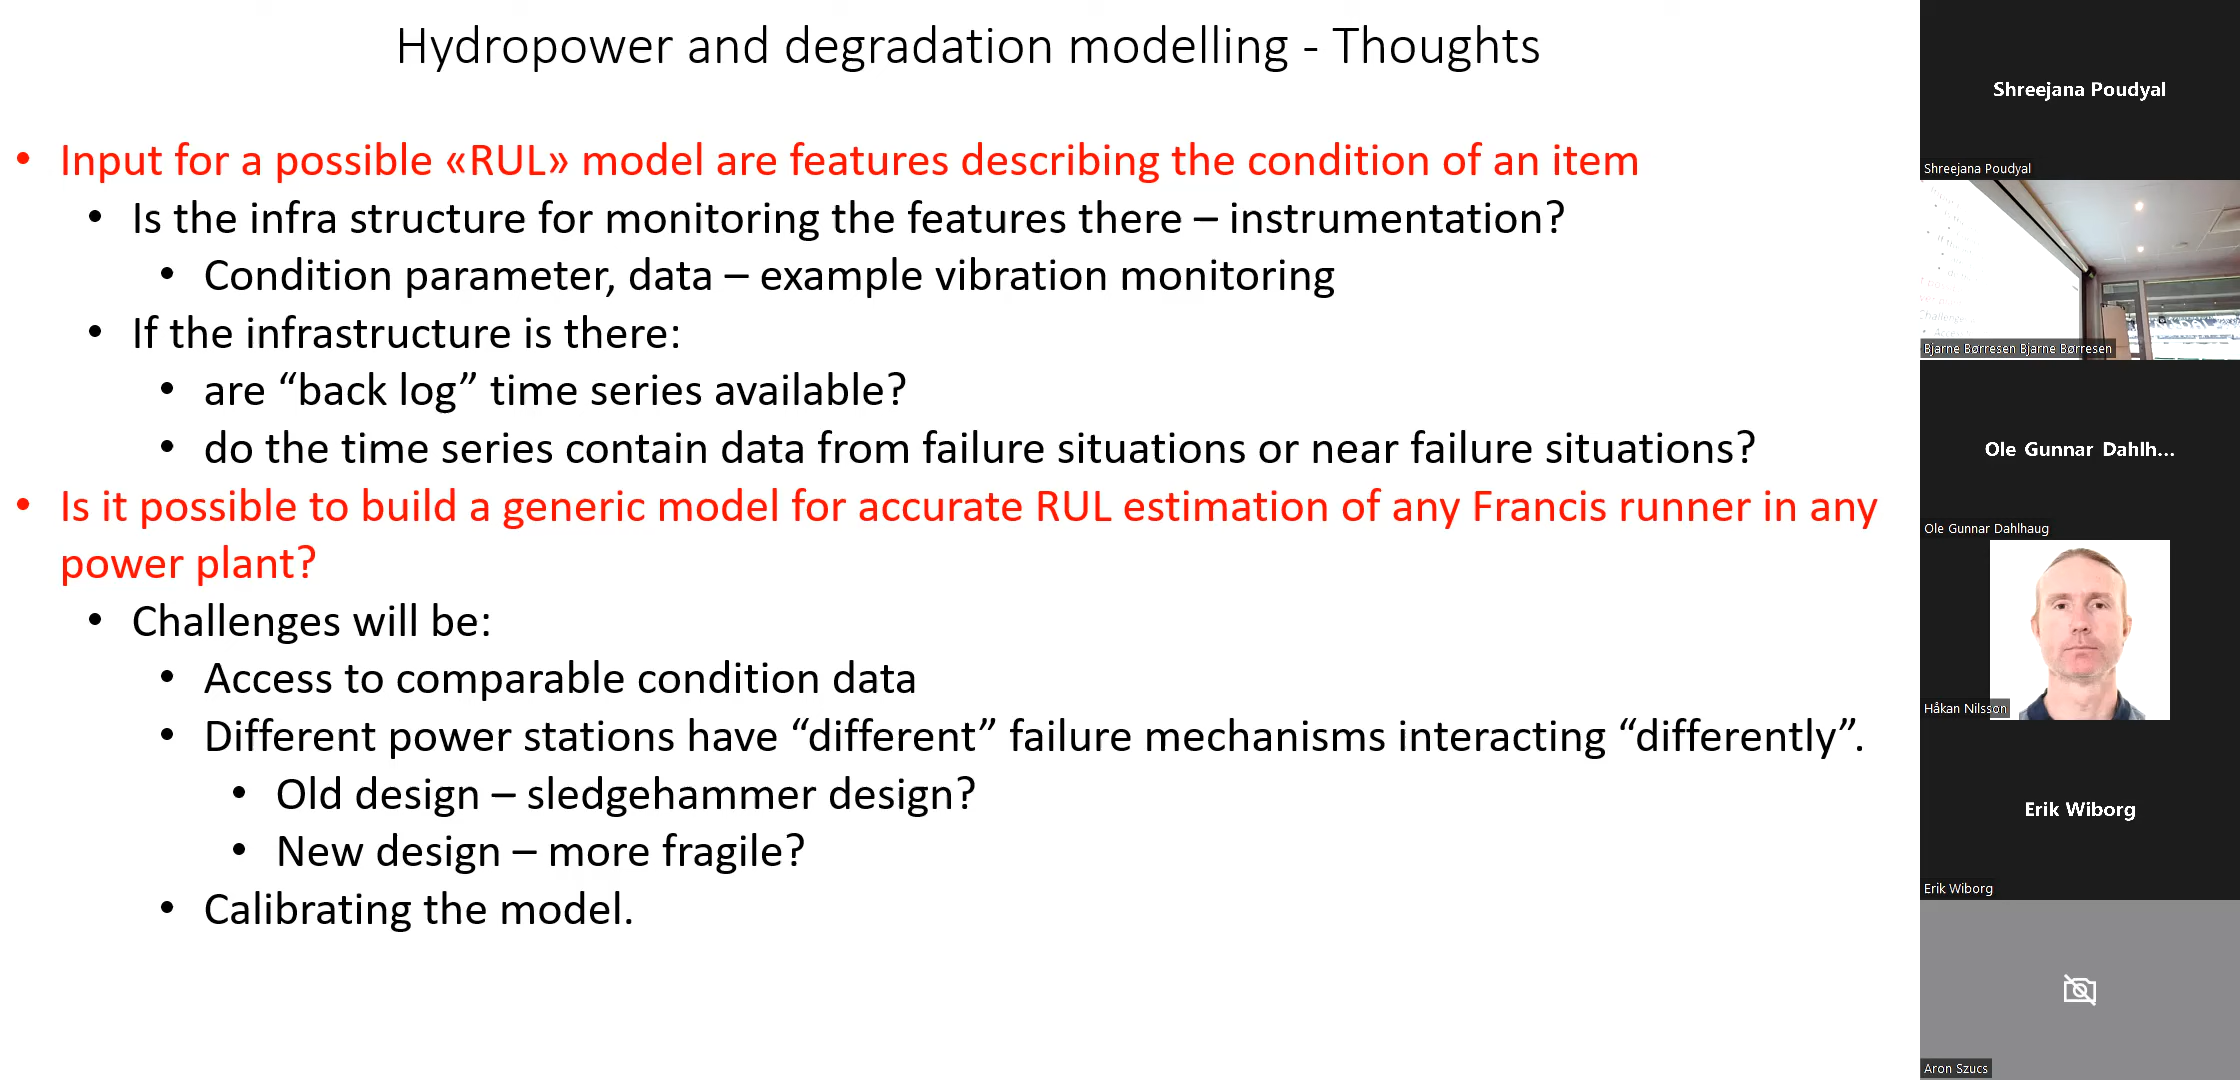 Hydropower and degradation modelling - Thoughts
• Input for a possible «RUL» model are features describing the condition of an item
• Is the infra structure for monitoring the features there – instrumentation?
• Condition parameter, data – example vibration monitoring
• If the infrastructure is there:
• are “back log” time series available?
• do the time series contain data from failure situations or near failure situations?
• Is it possible to build a generic model for accurate RUL estimation of any Francis runner in any
power plant?
• Challenges will be:
• Access to comparable condition data
• Different power stations have “different” failure mechanisms interacting “differently”.
• Old design – sledgehammer design?
• New design – more fragile?
• Calibrating the model.
Shreejana Poudyal
Shreejana Poudyal
Bjarne Børresen Bjarne Børresen
Ole Gunnar Dahlh...
Ole Gunnar Dahlhaug
Håkan Nilsson
Erik Wiborg
Erik Wiborg
Aron Szucs